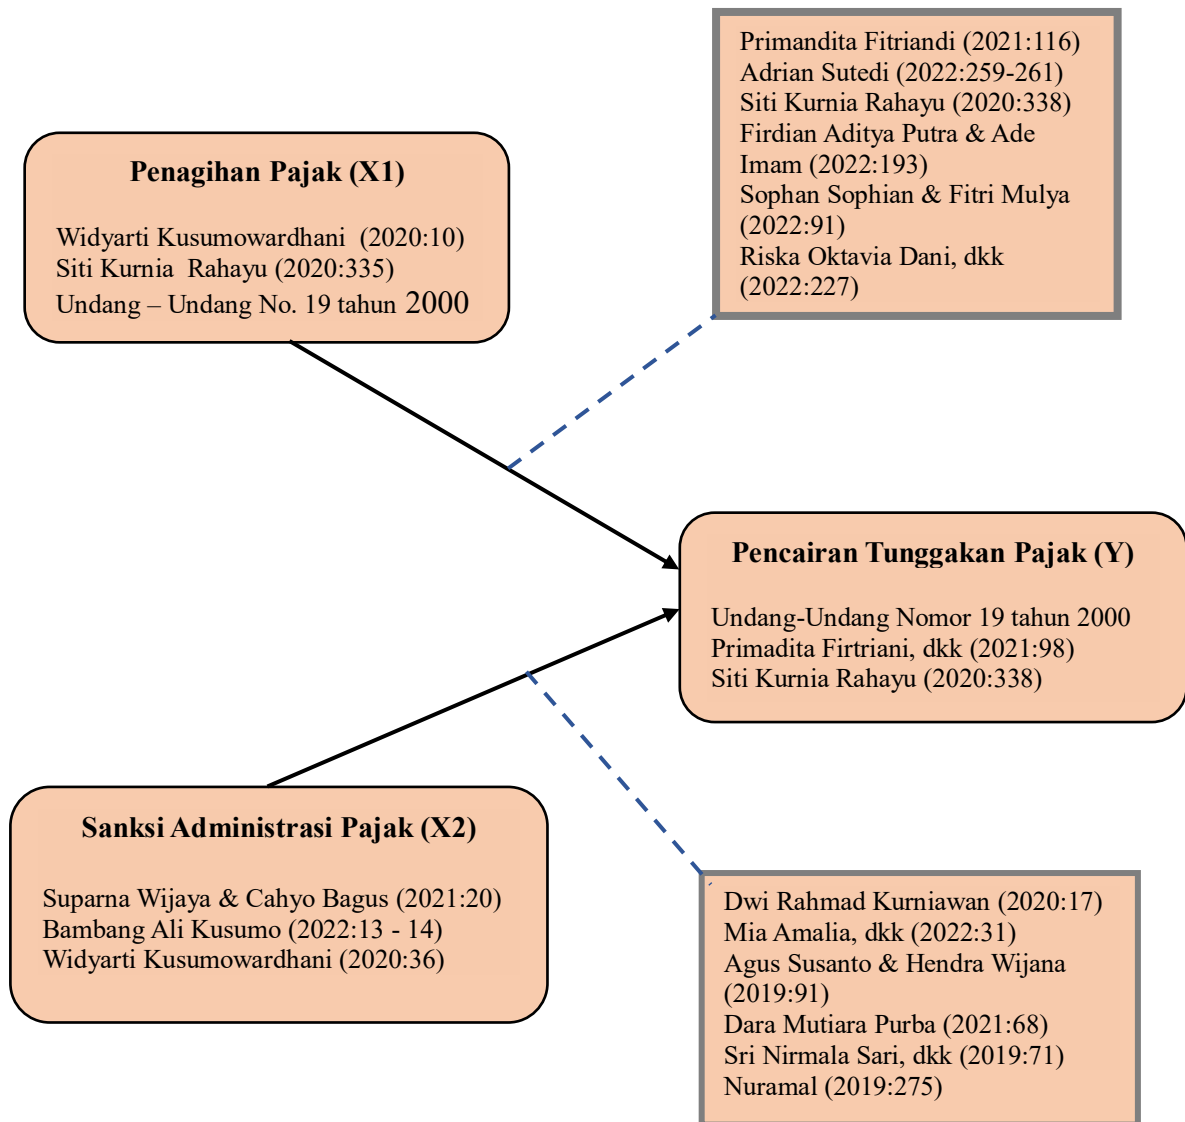 Primandita Fitriandi (2021:116)
Adrian Sutedi (2022:259-261)
Siti Kurnia Rahayu (2020:338)
Firdian Aditya Putra & Ade
Imam (2022:193)
Sophan Sophian & Fitri Mulya
(2022:91)
Riska Oktavia Dani, dkk
(2022:227)
Penagihan Pajak (X1)
Widyarti Kusumowardhani (2020:10)
Siti Kurnia Rahayu (2020:335)
Undang – Undang No. 19 tahun 2000
Pencairan Tunggakan Pajak (Y)
Undang-Undang Nomor 19 tahun 2000
Primadita Firtriani, dkk (2021:98)
Siti Kurnia Rahayu (2020:338)
Sanksi Administrasi Pajak (X2)
Suparna Wijaya & Cahyo Bagus (2021:20)
Bambang Ali Kusumo (2022:13 - 14)
Widyarti Kusumowardhani (2020:36)
Dwi Rahmad Kurniawan (2020:17)
Mia Amalia, dkk (2022:31)
Agus Susanto & Hendra Wijana
(2019:91)
Dara Mutiara Purba (2021:68)
Sri Nirmala Sari, dkk (2019:71)
Nuramal (2019:275)